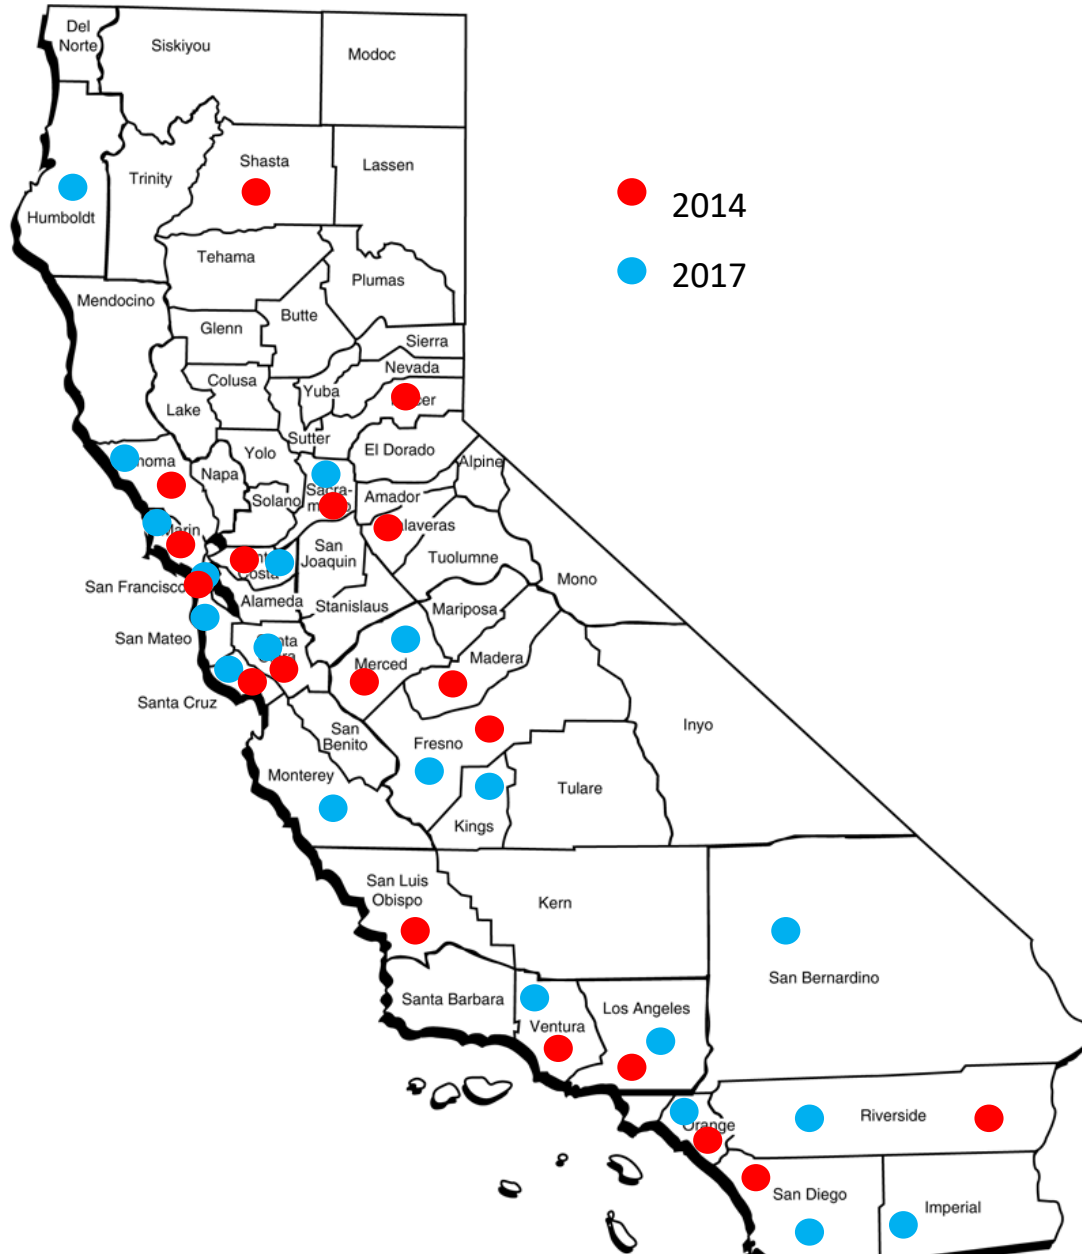 Del
Norte
Siskiyou
Modoc
Shasta
Lassen
Trinity
Humboldt
2014
2017
Tehama
Plumas
Mendocino
Butte
Glenn
Sierra
Nevada
Colusa
Yuba
Lake
Sutter
El Dorado
Yolo
Alpine
Napa
Solano
Amador
Sacra-
San
Joaquin
Tuolumne
Costa
Mono
San Francisco
Alameda
Stanislaus
Mariposa
San Mateo
Merced
Madera
Santa Cruz
San
Benito
Inyo
Fresno
Monterey
Tulare
Kings
San Luis
Obispo
Kern
San Bernardino
Santa Barbara
Los Angeles
Ventura
Riverside
Orange
San Diego
Imperial